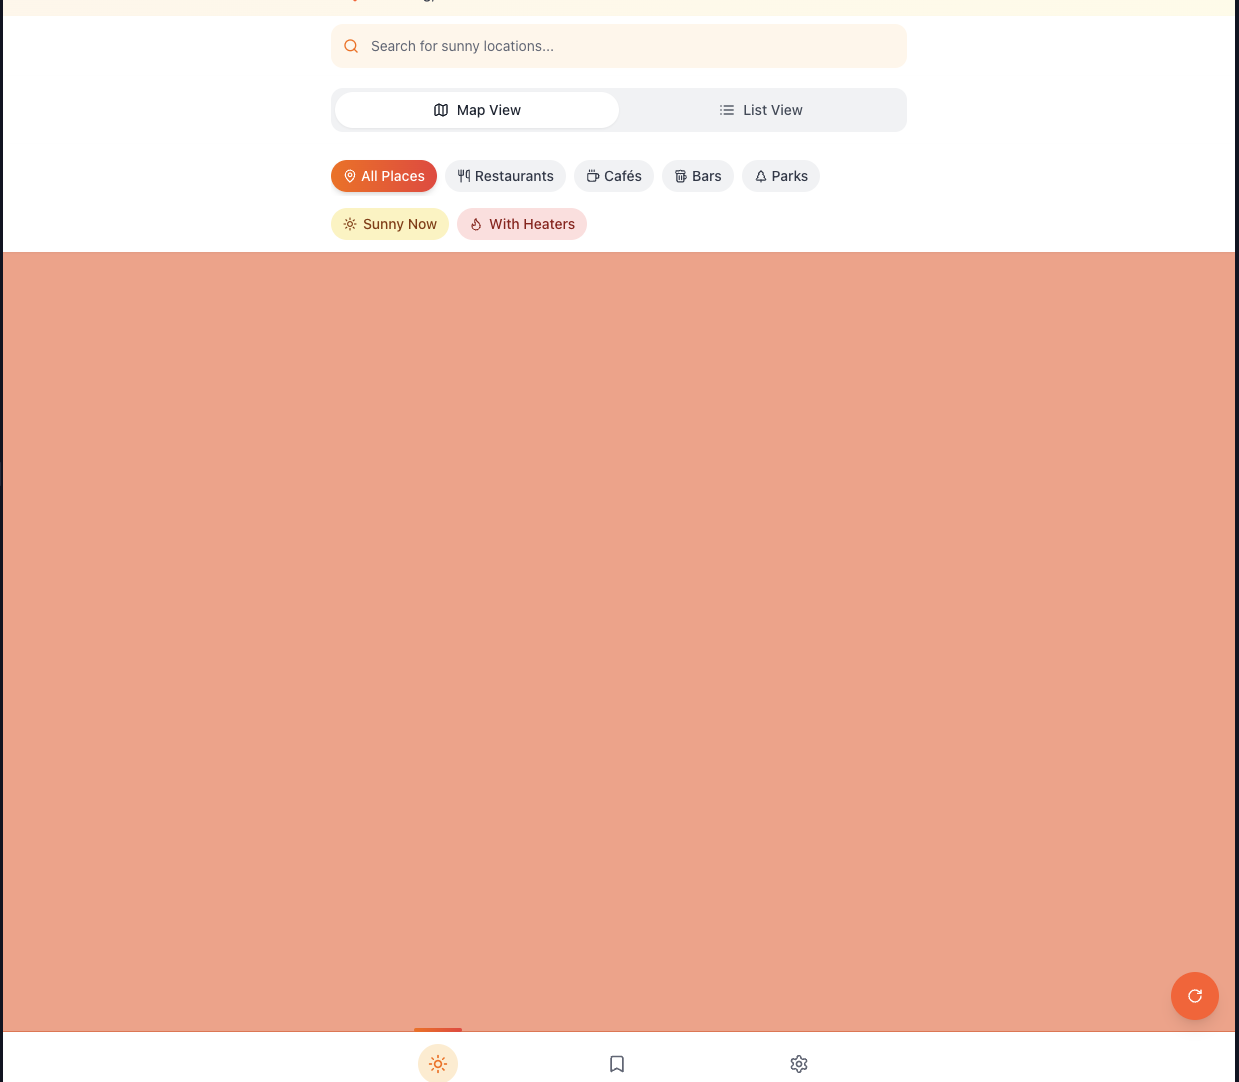 Search for sunny locations...
Map View
List View
All Places
Restaurants
Cafés
Bars
Parks
Sunny Now
With Heaters